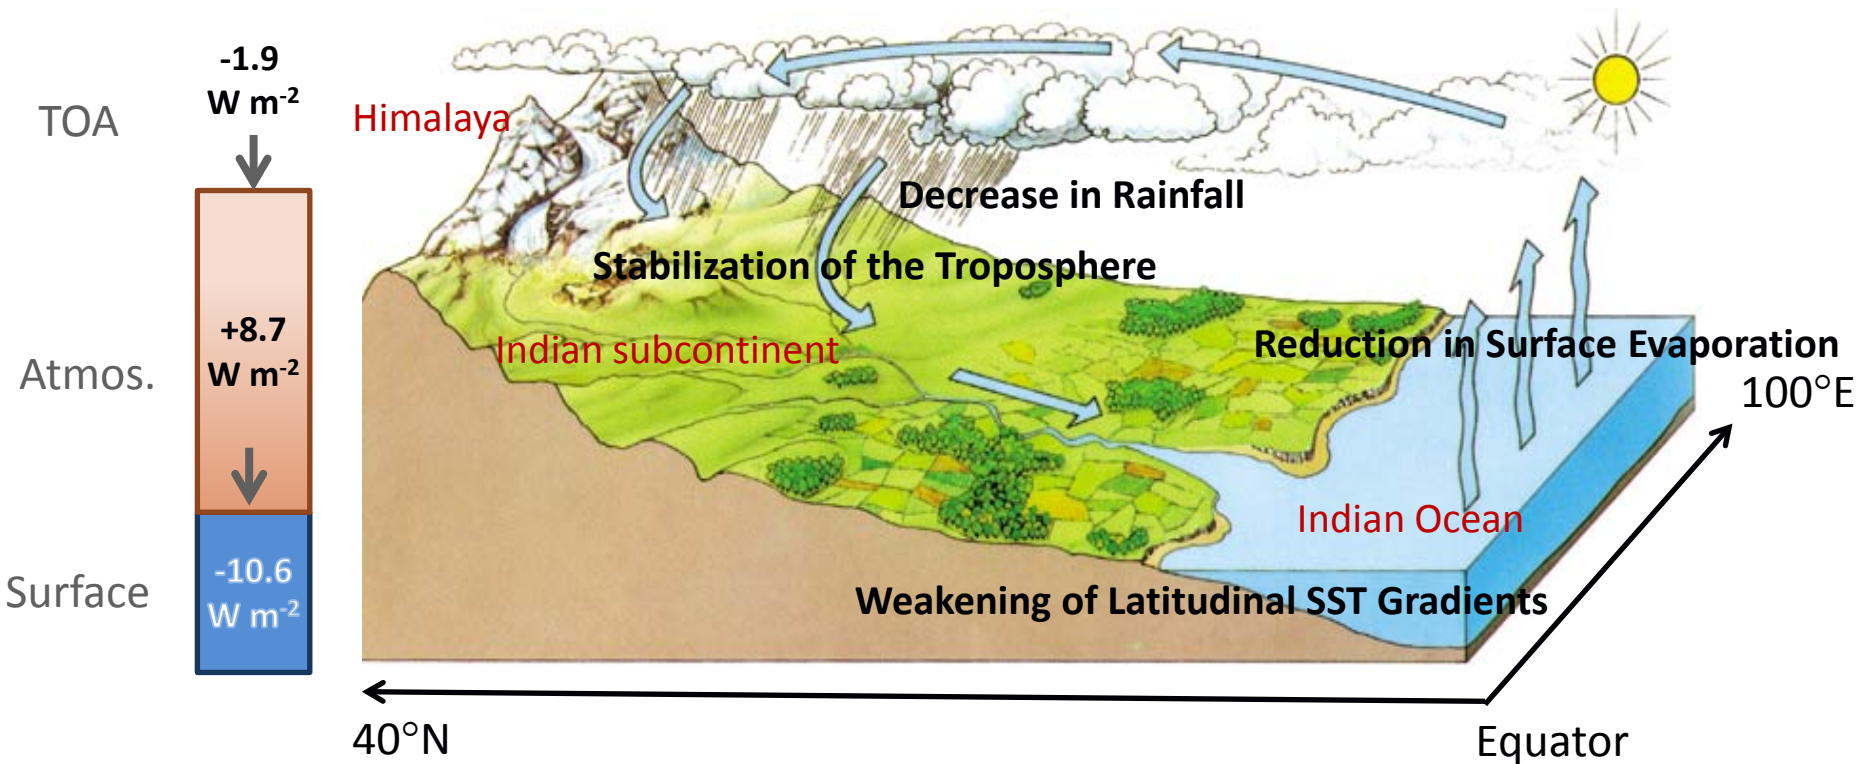 -1.9
W m-2
TOA
Himalaya
Decrease in Rainfall
Stabilization of the Troposphere
+8.7
W m-2
Atmos.
Indian subcontinent
Reduction in Surface Evaporation
100°E
-10.6
W m-2
Surface
Indian Ocean
Weakening of Latitudinal SST Gradients
40°N
Equator